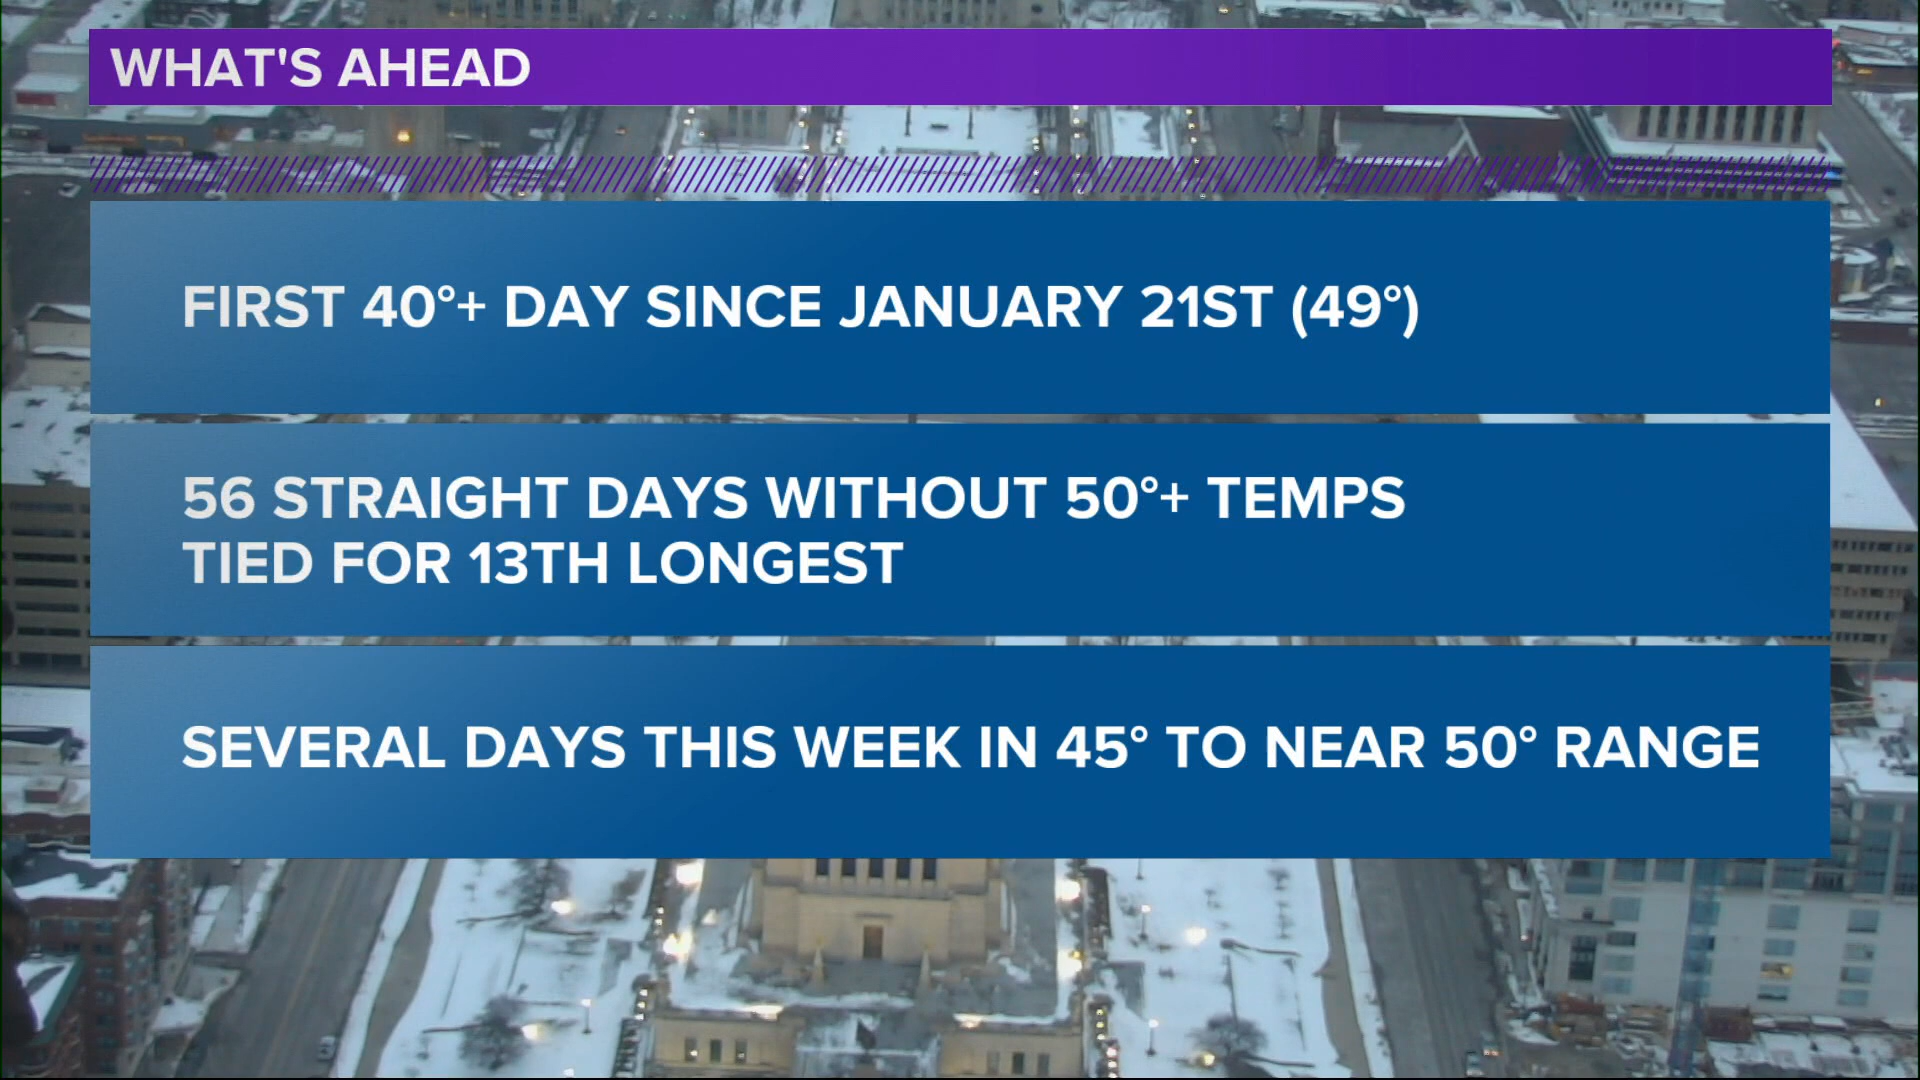 WHAT'S AHEAD
FIRST 40°+ DAY SINCE JANUARY 21ST (49°)
56 STRAIGHT DAYS WITHOUT 50°+ TEMPS
TIED FOR 13TH LONGEST
SEVERAL DAYS THIS WEEK IN 45° TO NEAR 50° RANGE